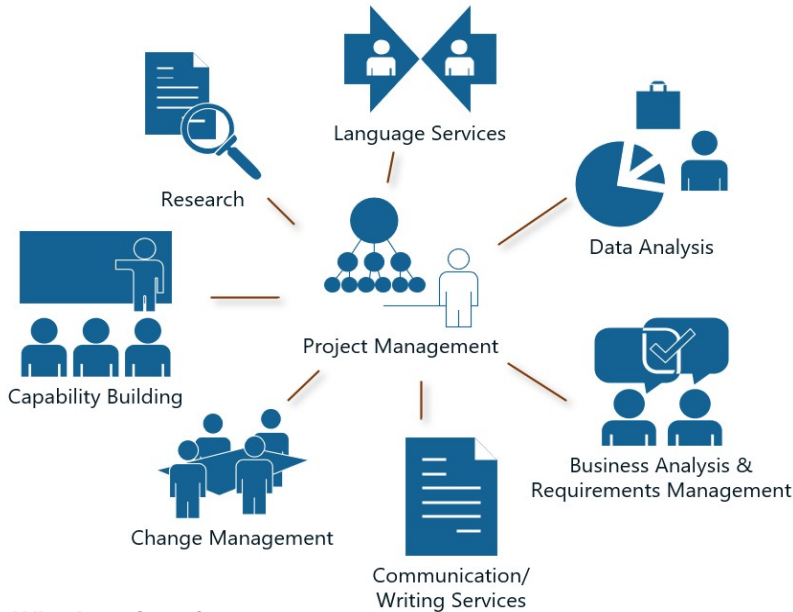 Language Services
Research
Data Analysis
Project Management
Capability Building
Business Analysis &
Requirements Management
Change Management
Communication/
Writing Services